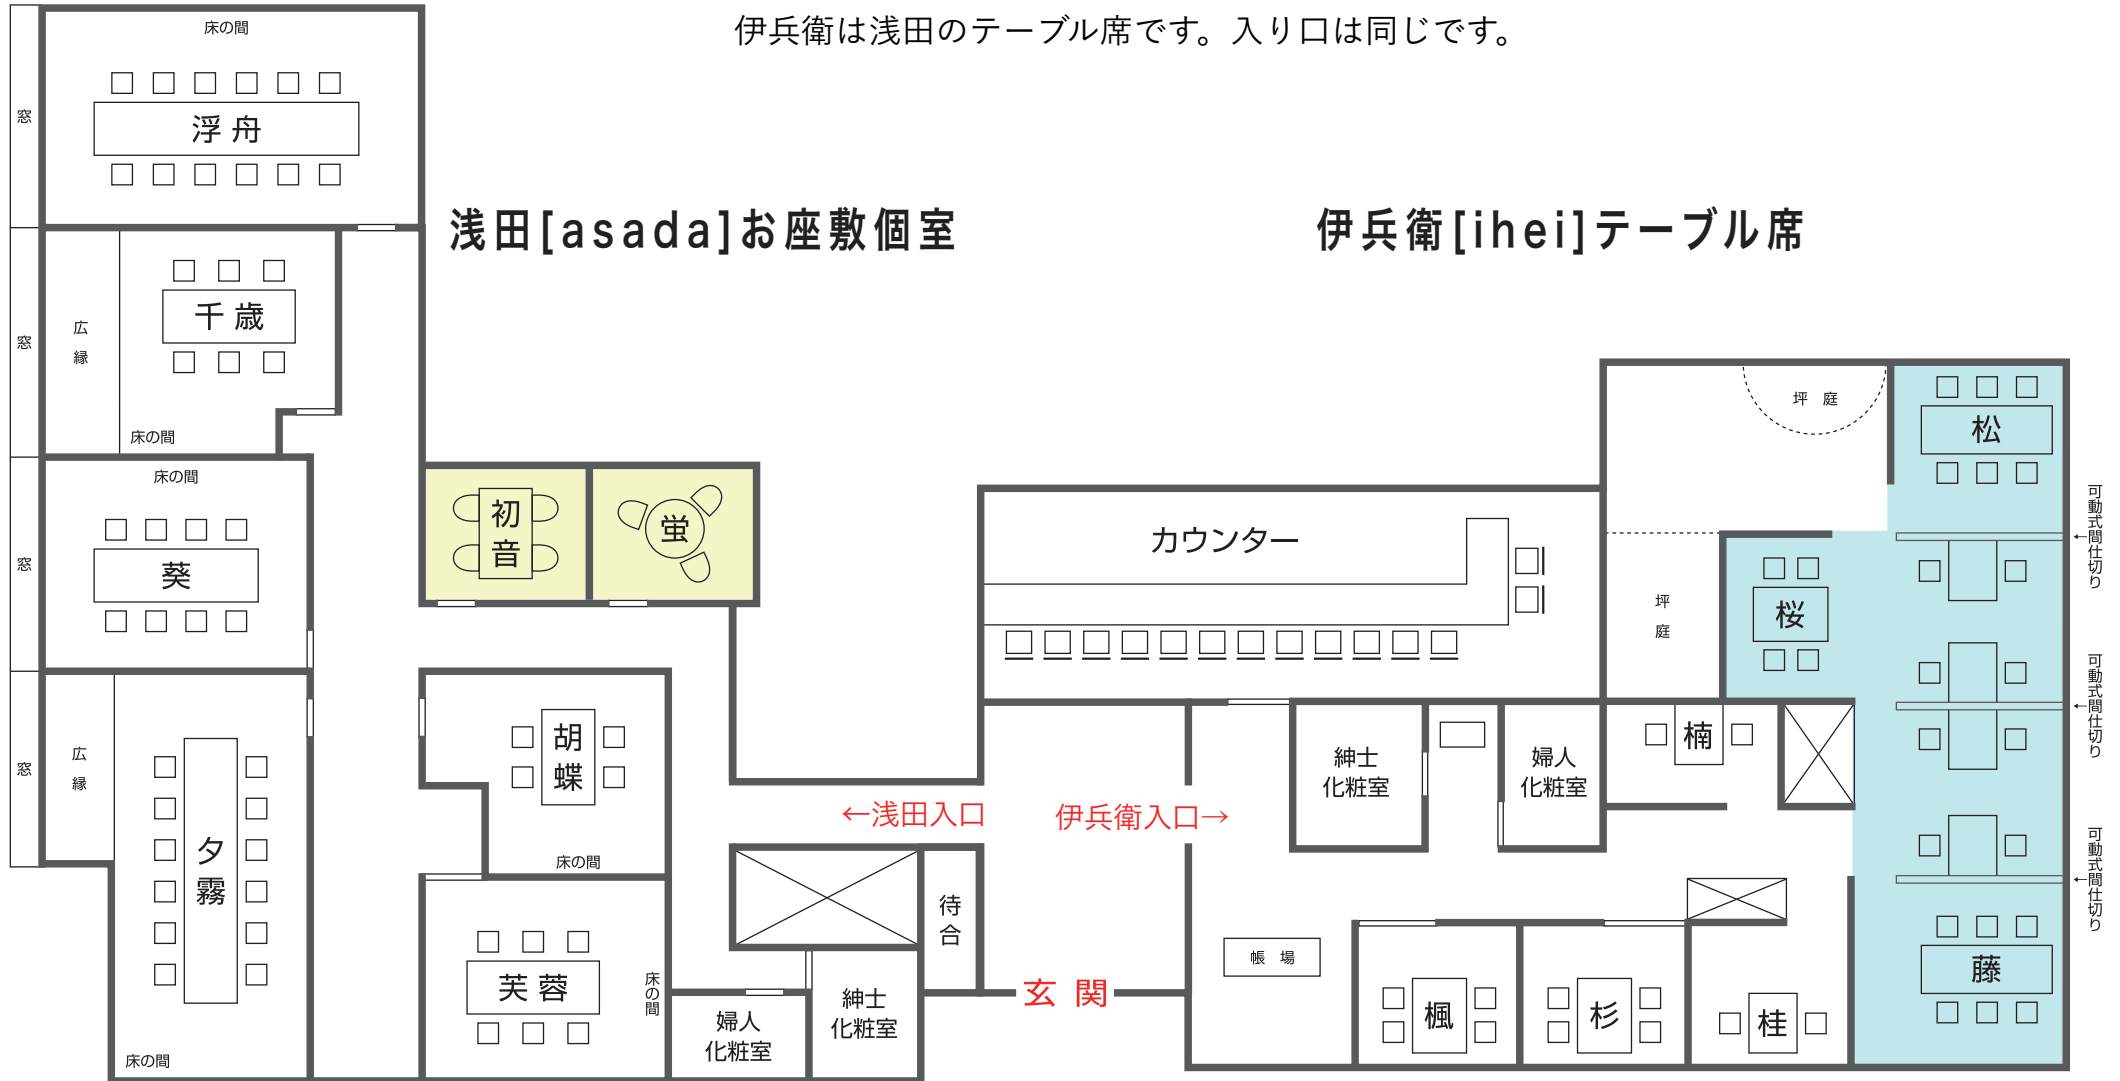 伊兵衛は浅田のテーブル席です。入り口は同じです。
浅田[asada]お座敷個室
伊兵衛[ihei]テーブル席
床の間
窓
浮舟
窓
広縁
千歳
床の間
窓
床の間
葵
窓
広縁
夕霧
床の間
初音
蛍
胡蝶
床の間
芙蓉
床の間
婦人
化粧室
紳士
化粧室
待合
←浅田入口
伊兵衛入口→
玄関
カウンター
紳士
化粧室
婦人
化粧室
帳場
坪庭
坪庭
松
桜
楠
楓
杉
桂
藤
←可動式間仕切り
←可動式間仕切り
←可動式間仕切り